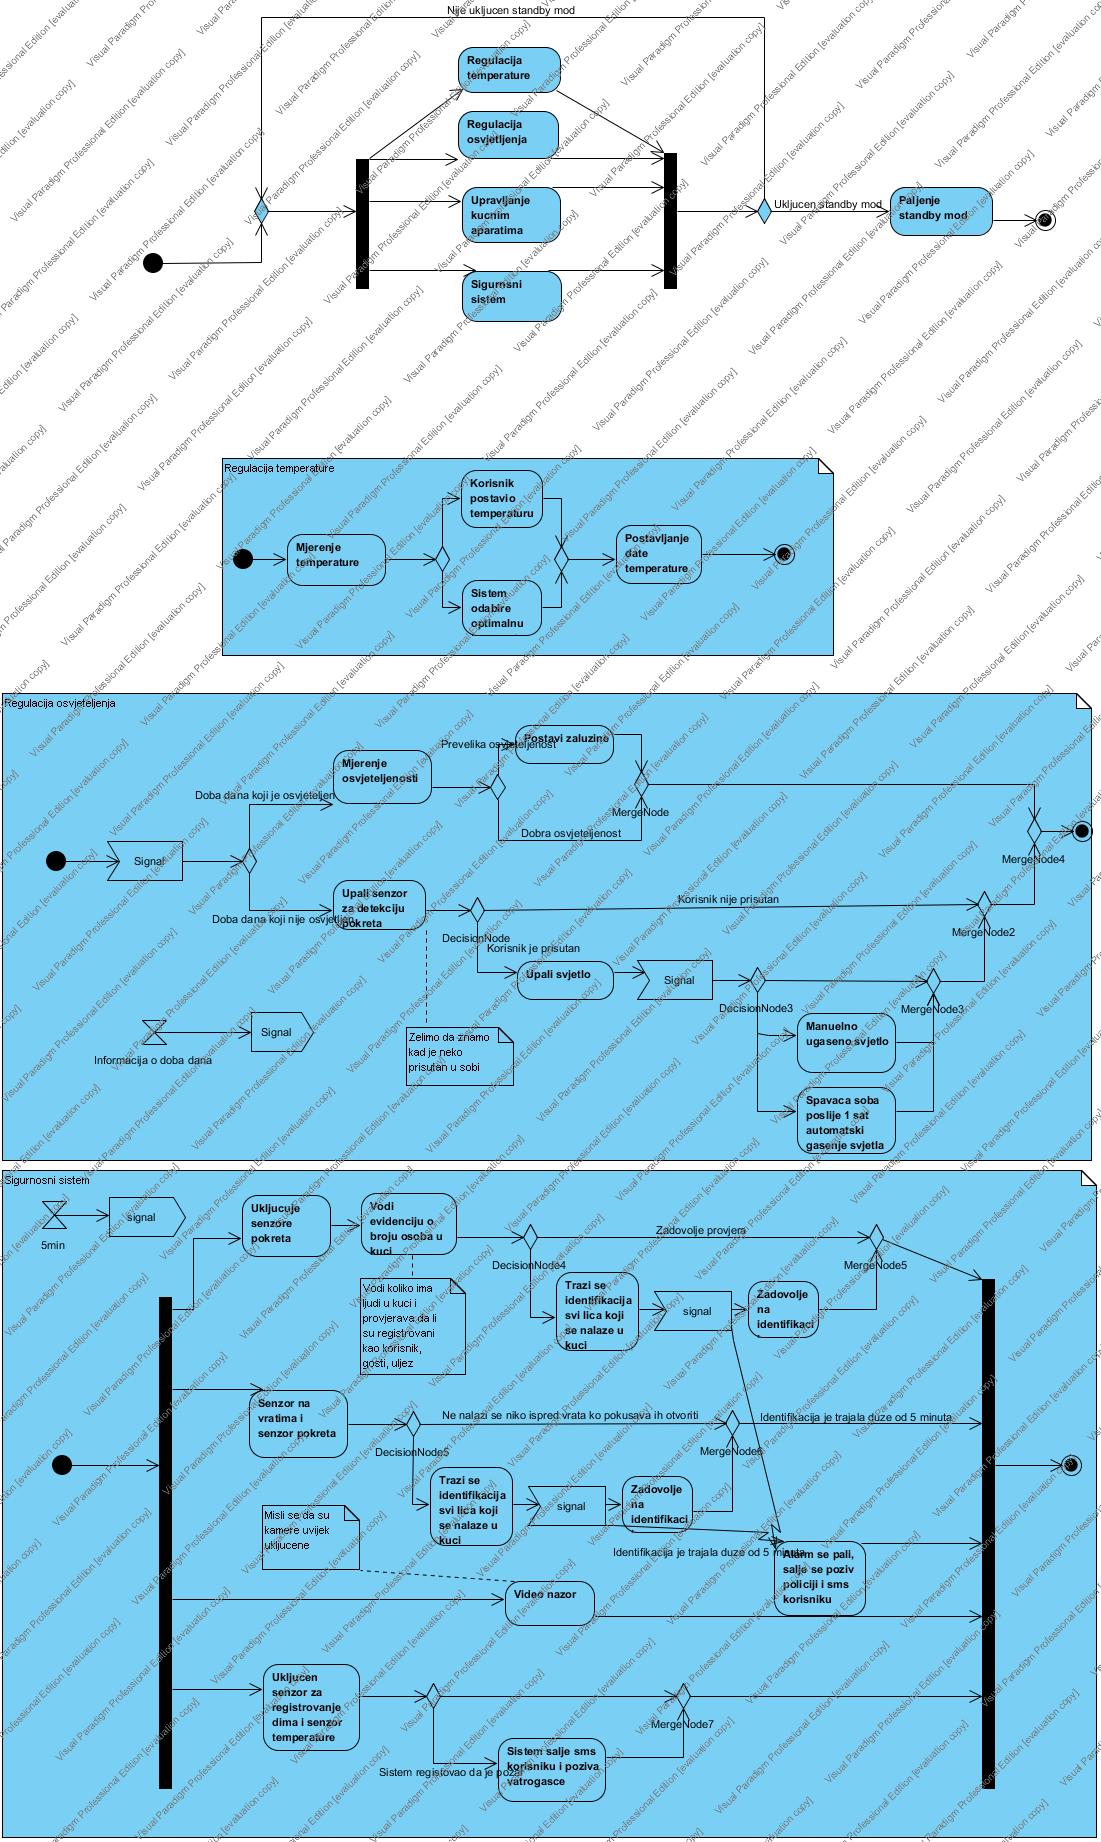 Nije ukljucen standby mod
Regulacija
temperature
Regulacija
osvjetljenja
Upravljanje
kucnim
aparatima
Sigurosni
sistem
Ukljucen standby mod
Paljenje
standby mod
Regulacija temperature
Mjerenje
temperature
Korisnik
postavio
temperaturu
Sistem
odabire
optimalnu
Postavljanje
date
temperature
Regulacija osvjeteljenja
Doba dana koji je osvjeteljen
Mjerenje
osvjeteljenosti
Prevelika osvjeteljenost
Postavi zaluzine
MergeNode
Dobra osvjeteljenost
Signal
Doba dana koji nije osvjetljen
Upali senzor
za detekciju
pokreta
DecisionNode
Korisnik nije prisutan
Korisnik je prisutan
MergeNode4
MergeNode2
Upali svjetlo
Signal
DecisionNode3
MergeNode3
Manuelno
ugaseno svjetlo
Spavaca soba
poslije 1 sat
automatski
gasenje svjetla
Informacija o doba dana
Signal
Zelimo da znamo
kad je neko
prisutan u sobi
Sigurnosni sistem
5min
signal
Ukljucuje
senzore
pokreta
Vodi
evidenciju o
broju osoba u
kuci
Vodi koliko ima
ljudi u kuci i
provjerava da li
su registrovani
kao korisnik,
gosti, uljez
DecisionNode4
Zadovolje provjera
MergeNode5
Trazi se
identifikacija
svi lica koji
se nalaze u
kuci
signal
Zadovolje
na
identifikaci
Senzor na
vratima i
senzor pokreta
DecisionNode5
Ne nalazi se niko ispred vrata ko pokusava ih otvoriti
MergeNode6
Identifikacija je trajala duze od 5 minuta
Trazi se
identifikacija
svi lica koji
se nalaze u
kuci
signal
Zadovolje
na
identifikaci
Identifikacija je trajala duze od 5 minuta
Alarm se pali,
salje se poziv
policiji i sms
korisniku
Misli se da su
kamere uvijek
ukljucene
Video nazor
Ukljucen
senzor za
registrovanje
dima i senzor
temperature
MergeNode7
Sistem registovao da je pozar
Sistem salje sms
korisniku i poziva
vatrogasce
Visual Paradigm Professional Edition [evaluation copy]